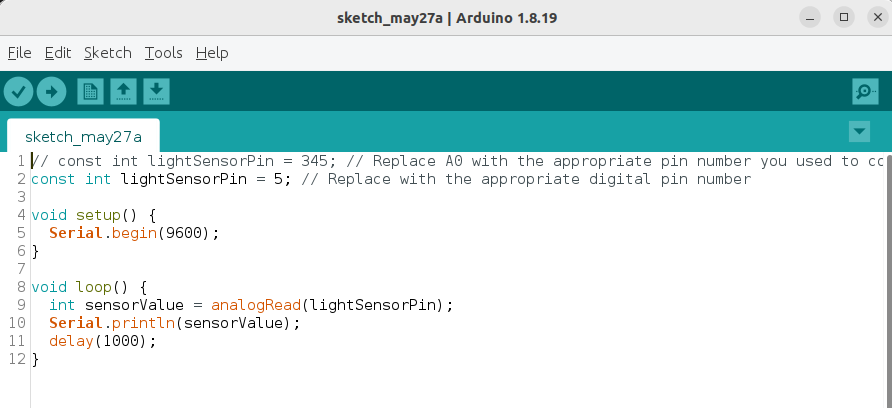 sketch_may27a | Arduino 1.8.19
File Edit Sketch Tools Help
sketch_may27a
1 // const int lightSensorPin = 345; // Replace A0 with the appropriate pin number you used to co
2 const int lightSensorPin = 5; // Replace with the appropriate digital pin number
3
4 void setup() {
5   Serial.begin(9600);
6 }
7
8 void loop() {
9   int sensorValue = analogRead(lightSensorPin);
10   Serial.println(sensorValue);
11   delay(1000);
12 }